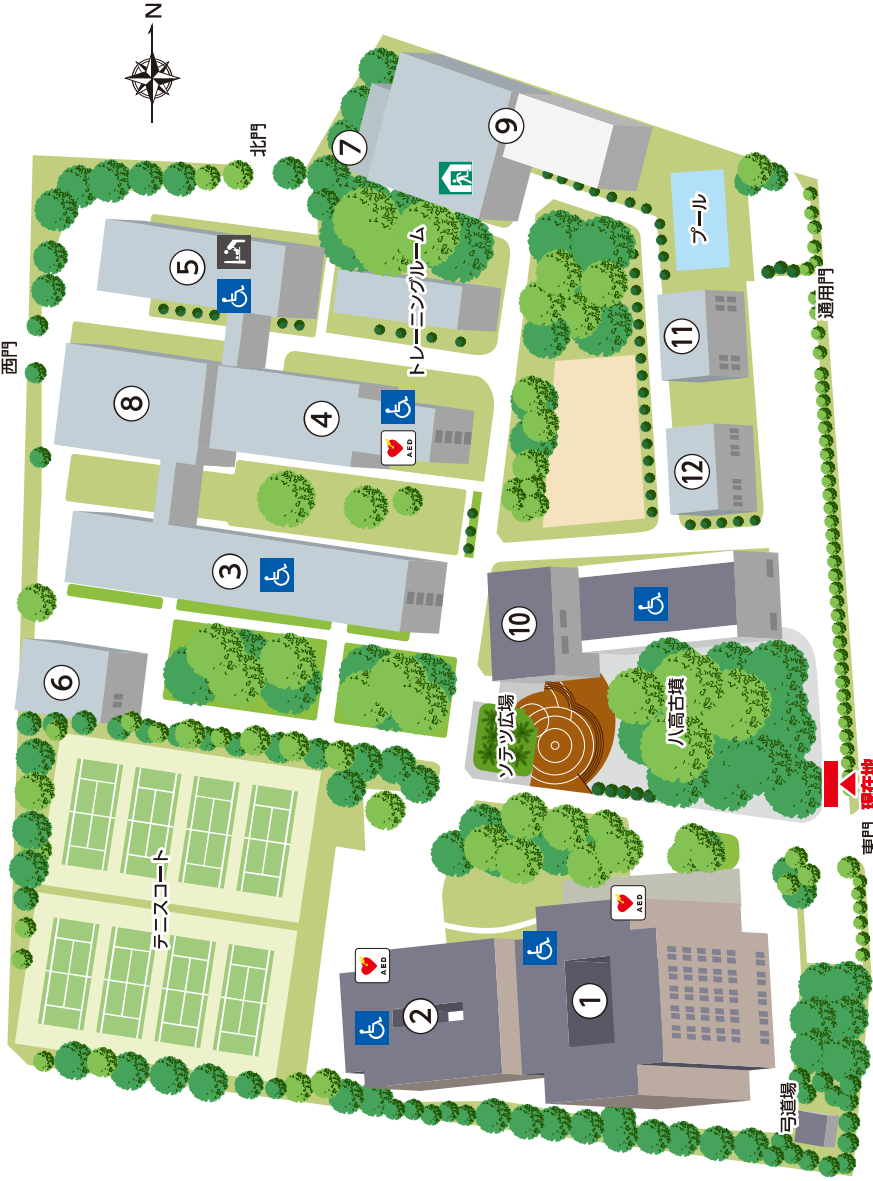 N
北門
⑦
⑨
プール
⑤
トレーニングルーム
通用門
西門
⑧
④
AED
⑪
⑫
③
⑩
⑥
ソテツ広場
八高古墳
現在地
東門
テニスコート
AED
AED
②
①
弓道場